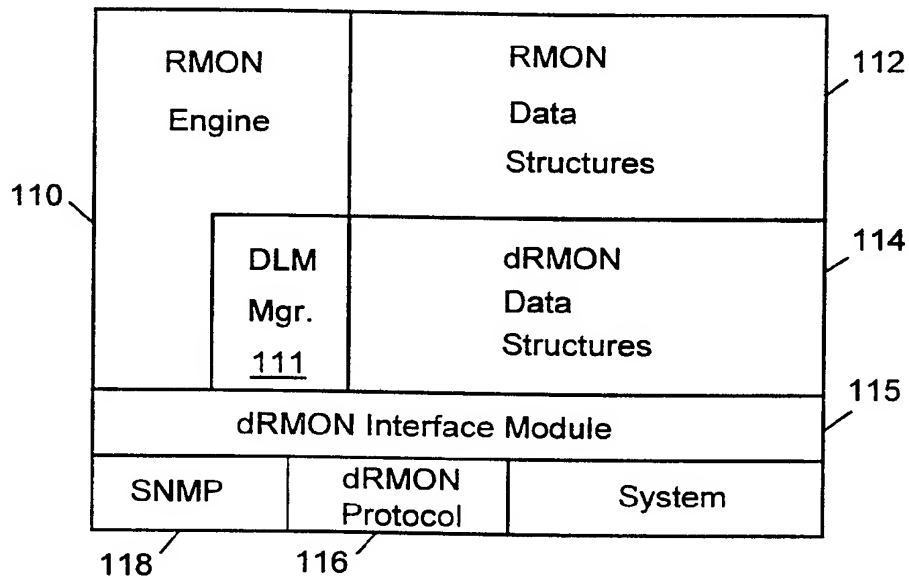 RMON
Engine
RMON
Data
Structures
112
110
DLM
Mgr.
111
dRMON
Data
Structures
114
dRMON Interface Module
115
SNMP
dRMON
Protocol
System
118
116